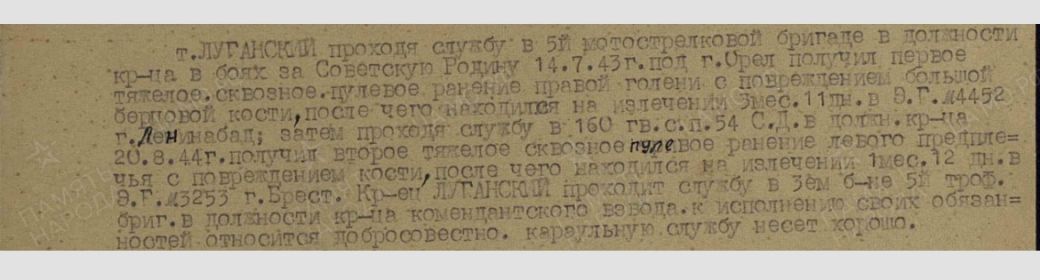 т.ЛУГАНСКИЙ проходя службу в 5й мотострелковой бригаде в должности
кр-ца в боях за Советскую Родину 14.7.43г.под г.Орел получил первое
тяжелое.сквозное.пулевое ранение правой голени с повреждением большой
берцовой кости,после чего находился на излечении 3мес.11дн.в Э.Г.№4452
г.Ленинабад; затем проходя службу в 160 гв.с.п.54 С.Д.в должн.кр-ца
20.8.44г.получил второе тяжелое сквозное пулевое ранение левого предпле=
чья с повреждением кости,после чего находился на излечении 1мес.12 дн.в
Э.Г.№3253 г.Брест. Кр-ец ЛУГАНСКИЙ проходит службу в 3ем б-не 5й троф.
бриг.в должности кр-ца комендантского взвода.к исполнению своих обязан=
ностей относится добросовестно. караульную службу несет хорошо.